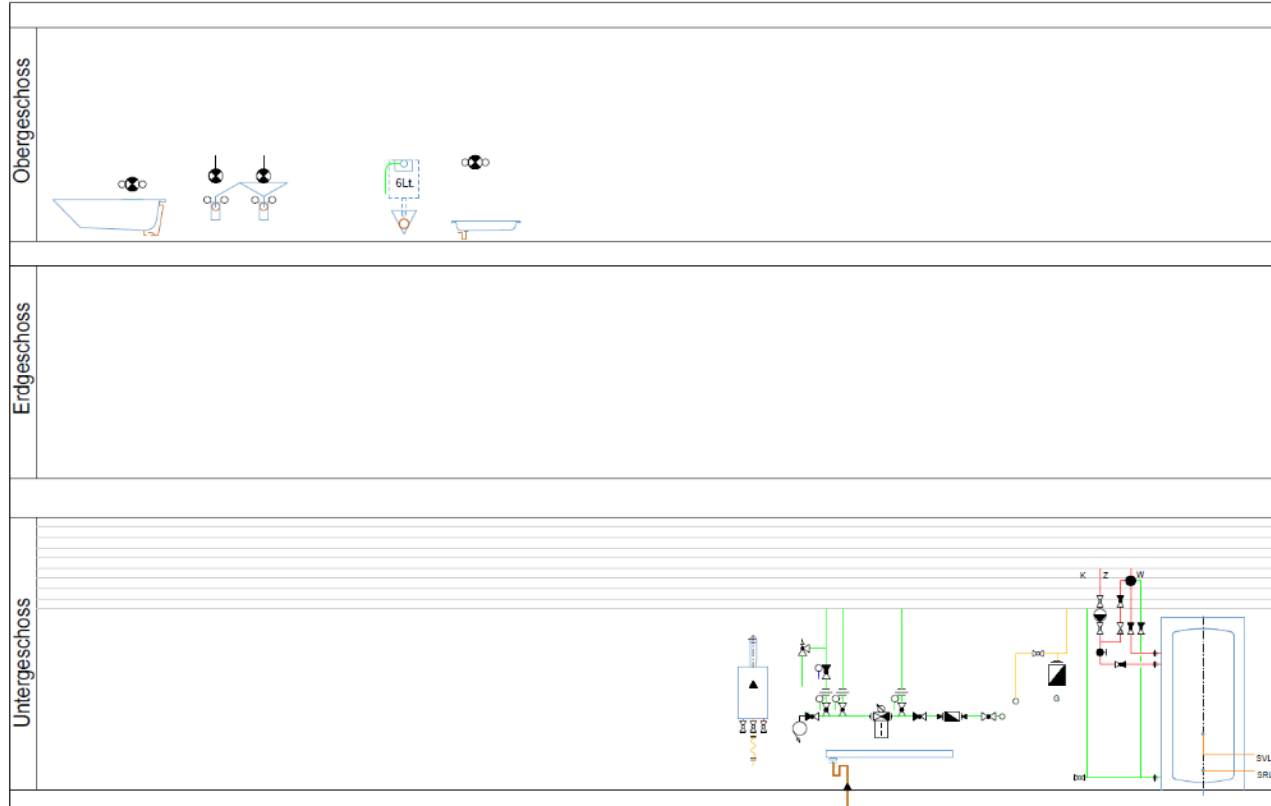 Obergeschoss
6Lt.
Erdgeschoss
Untergeschoss
K Z W
G
SVL
SRL